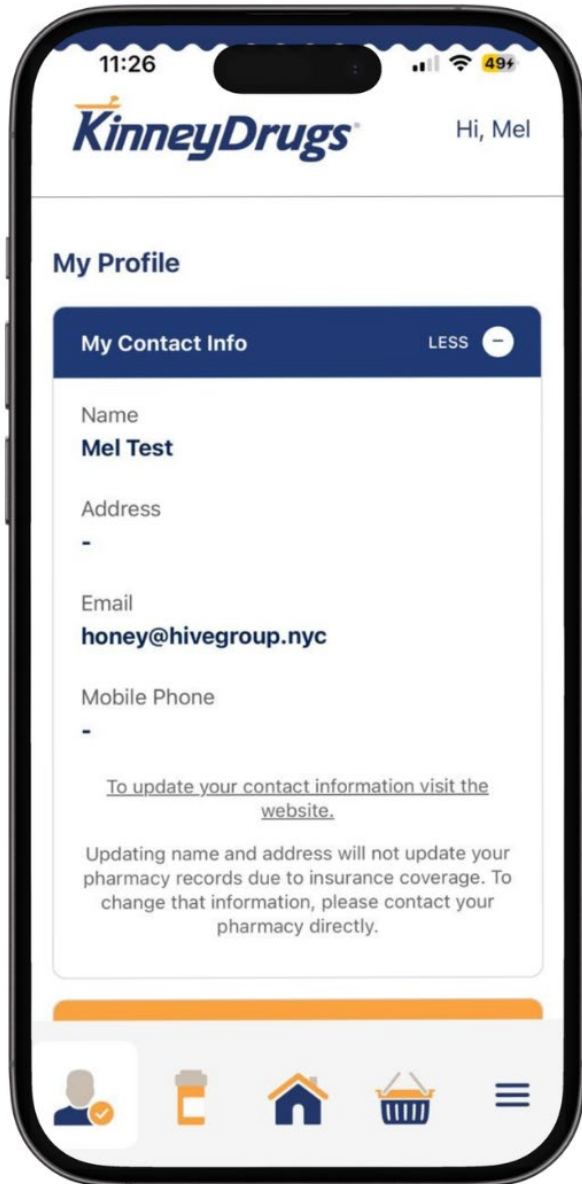 11:26
49
KinneyDrugs
Hi, Mel
My Profile
My Contact Info
LESS
Name
Mel Test
Address
-
Email
honey@hivegroup.nyc
Mobile Phone
-
To update your contact information visit the
website.
Updating name and address will not update your
pharmacy records due to insurance coverage. To
change that information, please contact your
pharmacy directly.